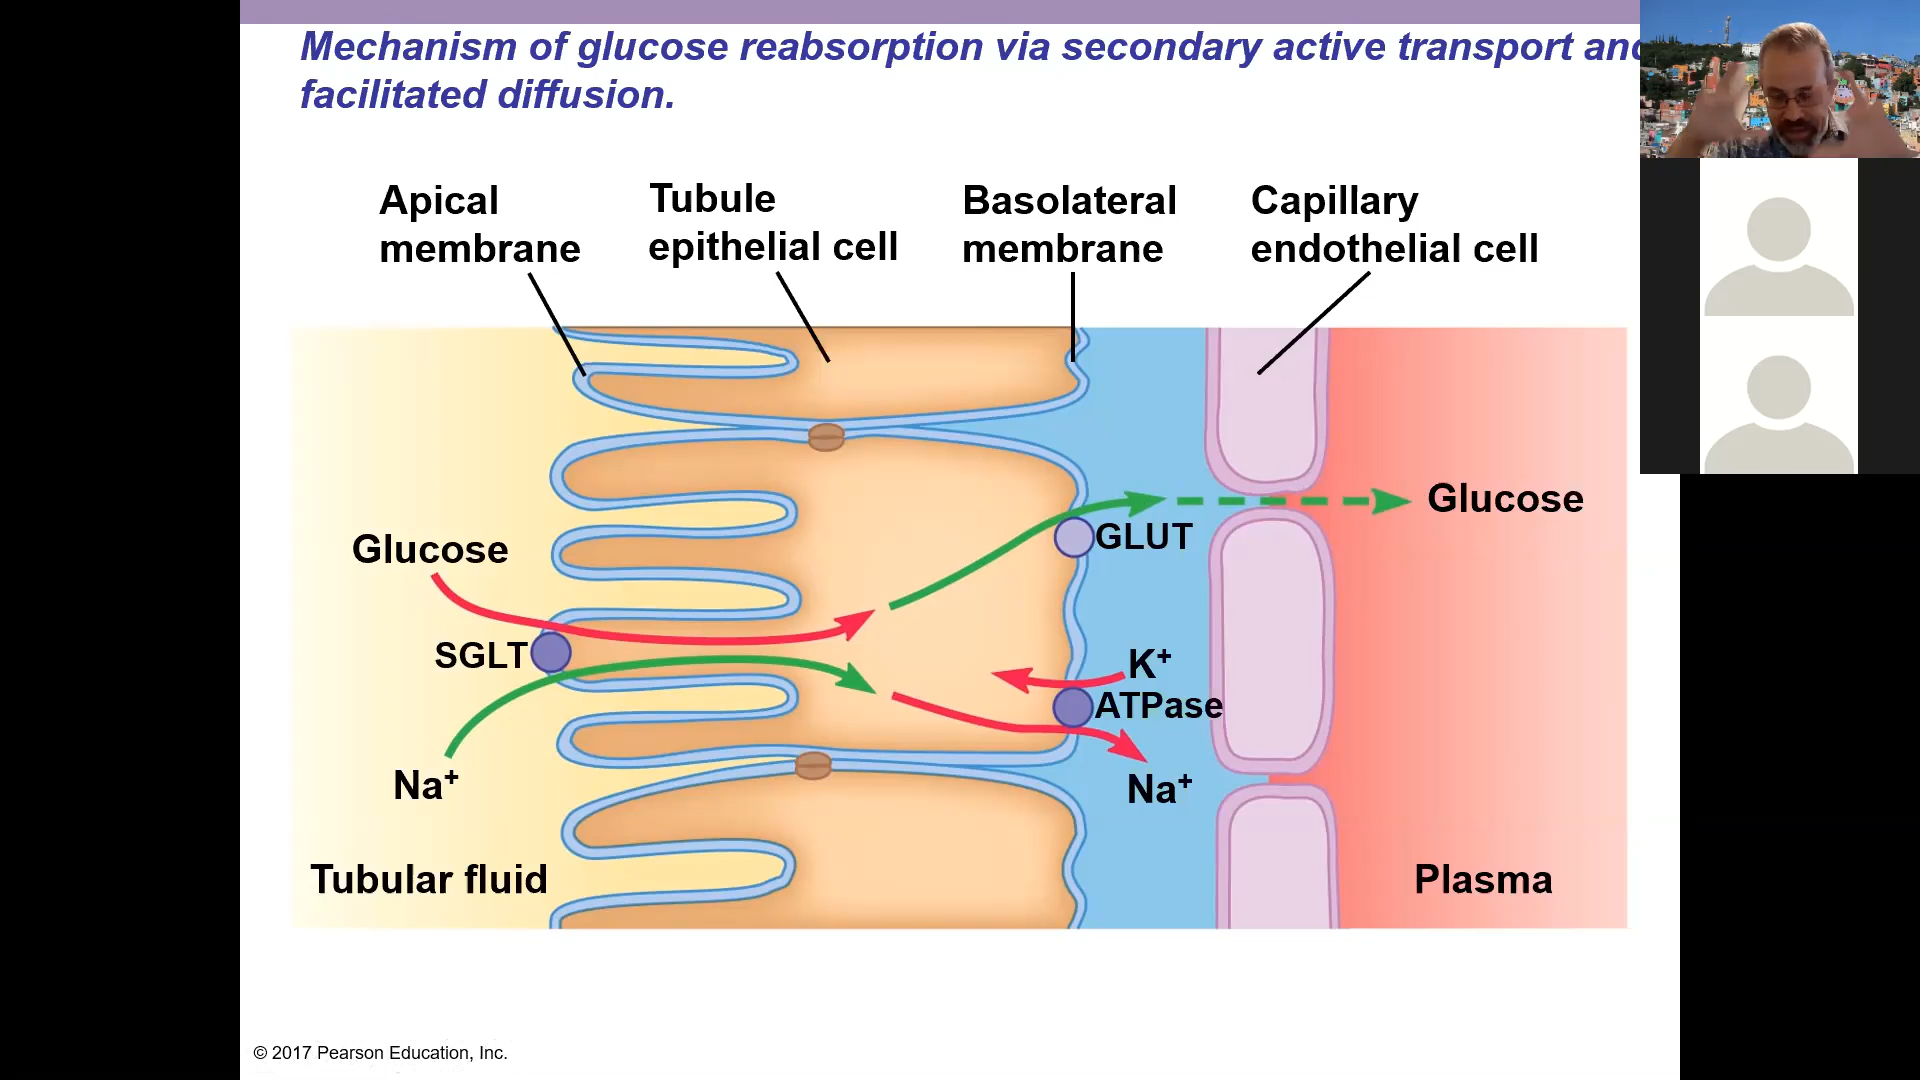 Mechanism of glucose reabsorption via secondary active transport and
facilitated diffusion.
Apical
membrane
Tubule
epithelial cell
Basolateral
membrane
Capillary
endothelial cell
Glucose
GLUT
Glucose
SGLT
K⁺
ATPase
Na⁺
Na⁺
Tubular fluid
Plasma
© 2017 Pearson Education, Inc.